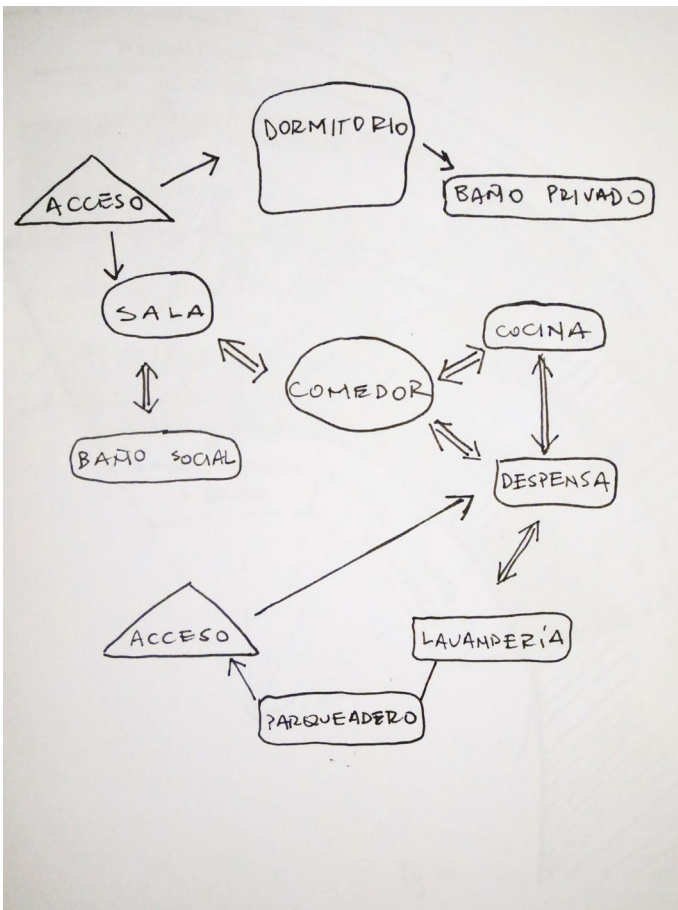 DORMITORIO
ACCESO
BAÑO PRIVADO
SALA
COCINA
COMEDOR
BAÑO SOCIAL
DESPENSA
ACCESO
LAVANDERÍA
PARQUEADERO